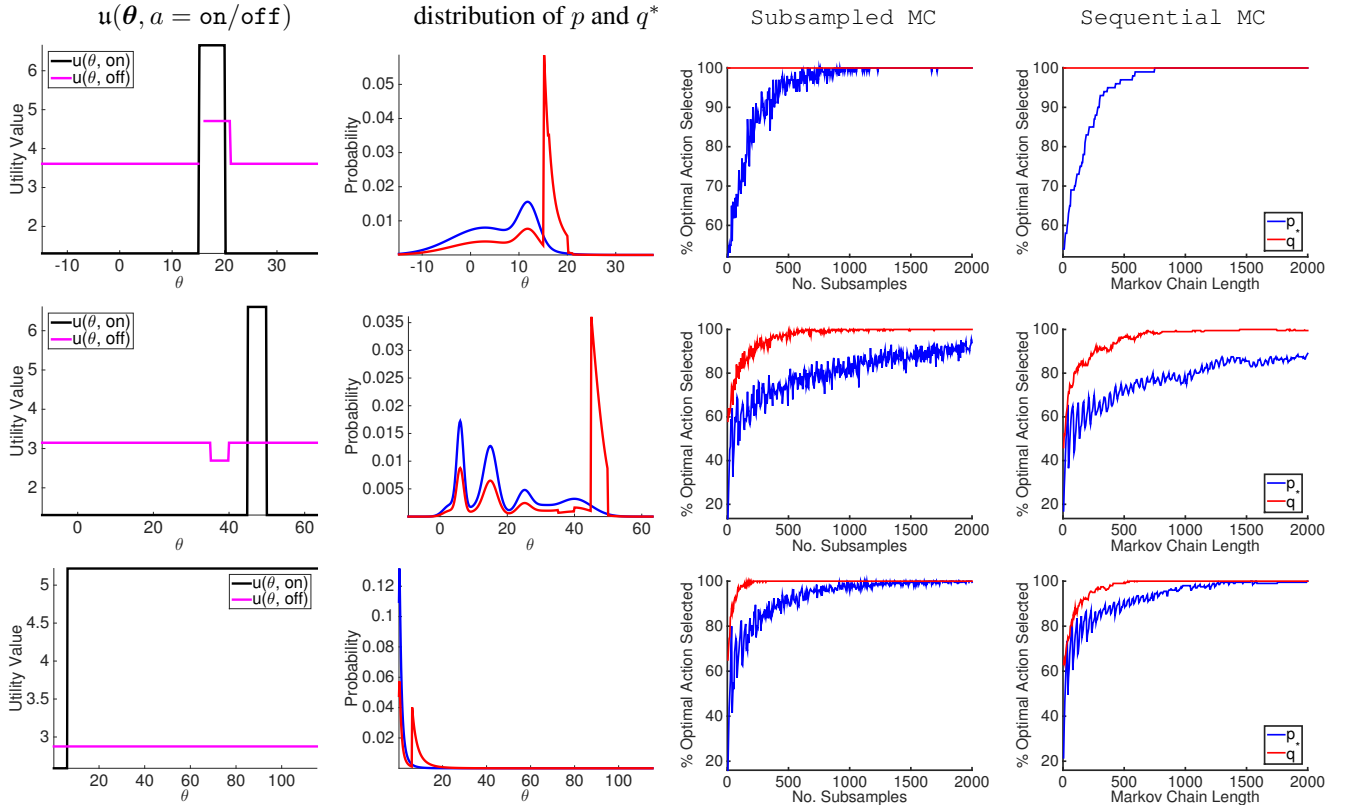 u(θ, a = on/off)
distribution of p and q*
Subsampled MC
Sequential MC
Utility Value
6
5
4
3
2
u(θ, on)
u(θ, off)
-10 0 10 20 30
θ
Probability
0.05
0.04
0.03
0.02
0.01
-10 0 10 20 30
θ
% Optimal Action Selected
100
90
80
70
60
0 500 1000 1500 2000
No. Subsamples
% Optimal Action Selected
100
90
80
70
60
p
q*
0 500 1000 1500 2000
Markov Chain Length
Utility Value
6
5
4
3
2
u(θ, on)
u(θ, off)
0 20 40 60
θ
Probability
0.035
0.03
0.025
0.02
0.015
0.01
0.005
0 20 40 60
θ
% Optimal Action Selected
100
80
60
40
20
0 500 1000 1500 2000
No. Subsamples
% Optimal Action Selected
100
80
60
40
20
p
q*
0 500 1000 1500 2000
Markov Chain Length
Utility Value
5
4.5
4
3.5
3
u(θ, on)
u(θ, off)
20 40 60 80 100
θ
Probability
0.12
0.1
0.08
0.06
0.04
0.02
20 40 60 80 100
θ
% Optimal Action Selected
100
80
60
40
20
0 500 1000 1500 2000
No. Subsamples
% Optimal Action Selected
100
80
60
40
20
p
q*
0 500 1000 1500 2000
Markov Chain Length